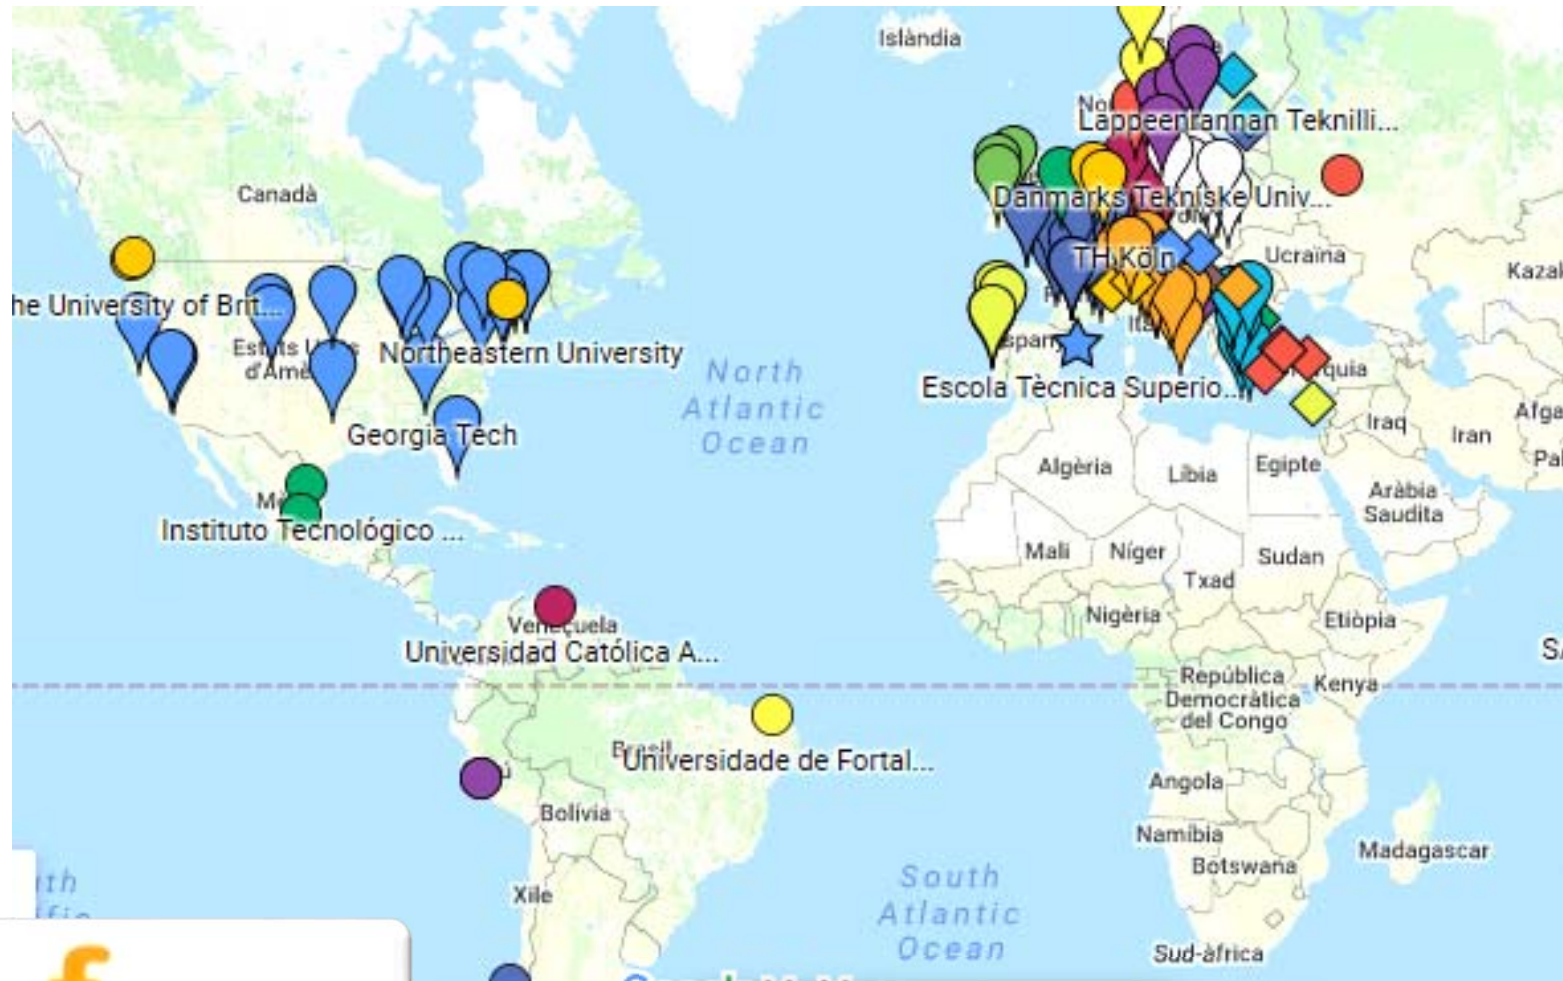 Islàndia
Lappeenrannan Teknilli...
Canadà
Danmarks Tekniske Univ...
Ucraïna
TH Köln
Kazak
he University of Brit...
Northeastern University
North
Atlantic
Ocean
Escola Tècnica Superio...
Georgia Tech
Iraq
Iran
Afga
Algèria
Líbia
Egipte
Aràbia
Saudita
Instituto Tecnológico ...
Mali
Níger
Sudan
Txad
Nigèria
Etiòpia
Veneçuela
Universidad Católica A...
República
Democràtica
del Congo
Kenya
Brasil
Universidade de Fortal...
Bolívia
Angola
Namíbia
Botswana
Madagascar
Xile
South
Atlantic
Ocean
Sud-àfrica